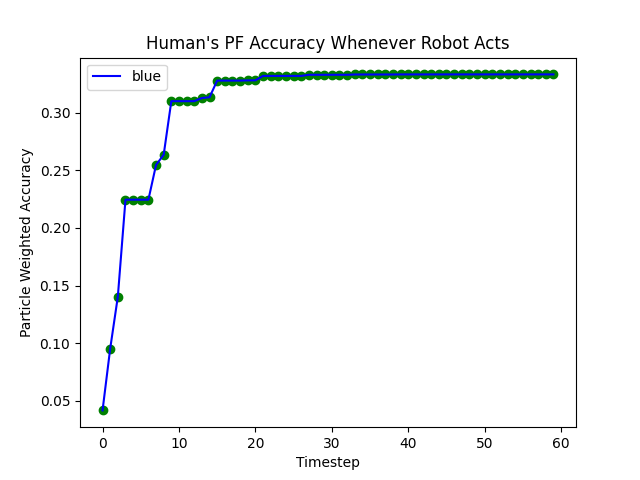 Human's PF Accuracy Whenever Robot Acts
blue
0.30
0.25
0.20
0.15
0.10
0.05
Particle Weighted Accuracy
0 10 20 30 40 50 60
Timestep